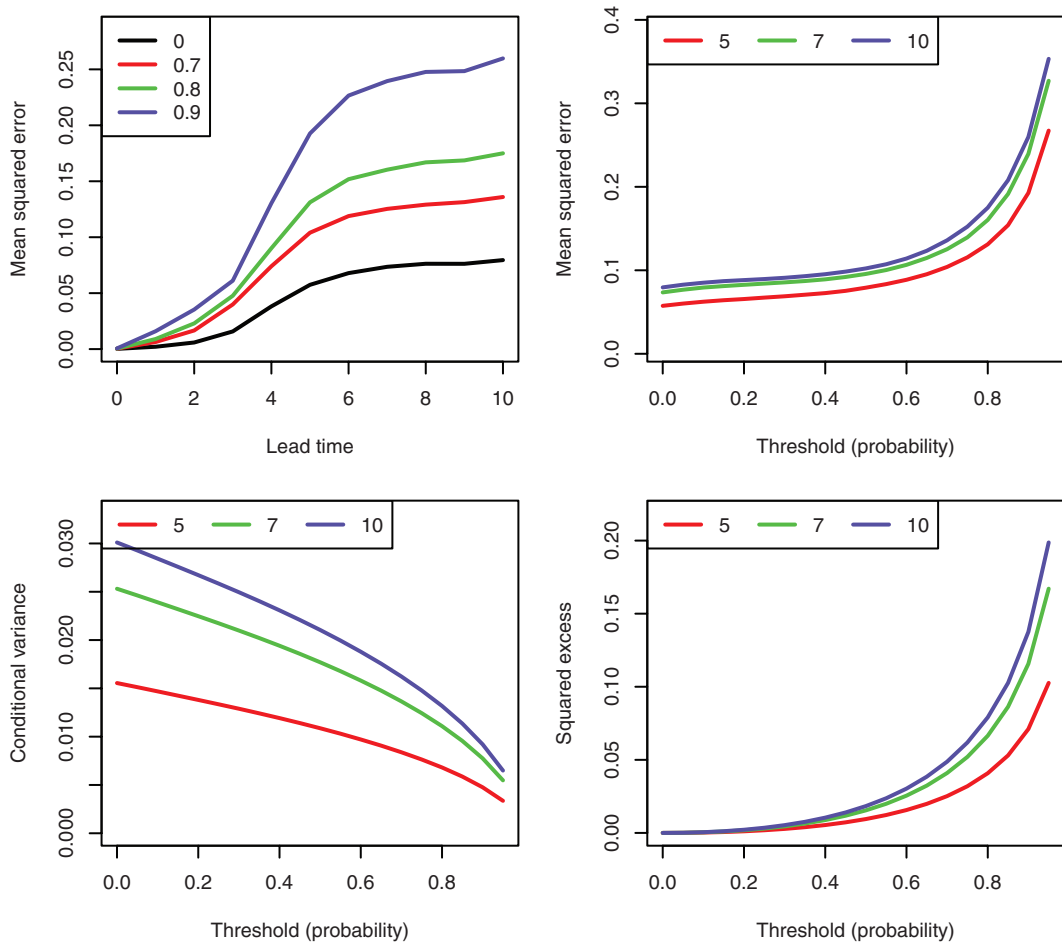 0
0.7
0.8
0.9
Mean squared error
0.00
0.05
0.10
0.15
0.20
0.25
0 2 4 6 8 10
Lead time
5 7 10
Mean squared error
0.0
0.1
0.2
0.3
0.4
0.0 0.2 0.4 0.6 0.8
Threshold (probability)
5 7 10
Conditional variance
0.000
0.010
0.020
0.030
0.0 0.2 0.4 0.6 0.8
Threshold (probability)
5 7 10
Squared excess
0.00
0.05
0.10
0.15
0.20
0.0 0.2 0.4 0.6 0.8
Threshold (probability)